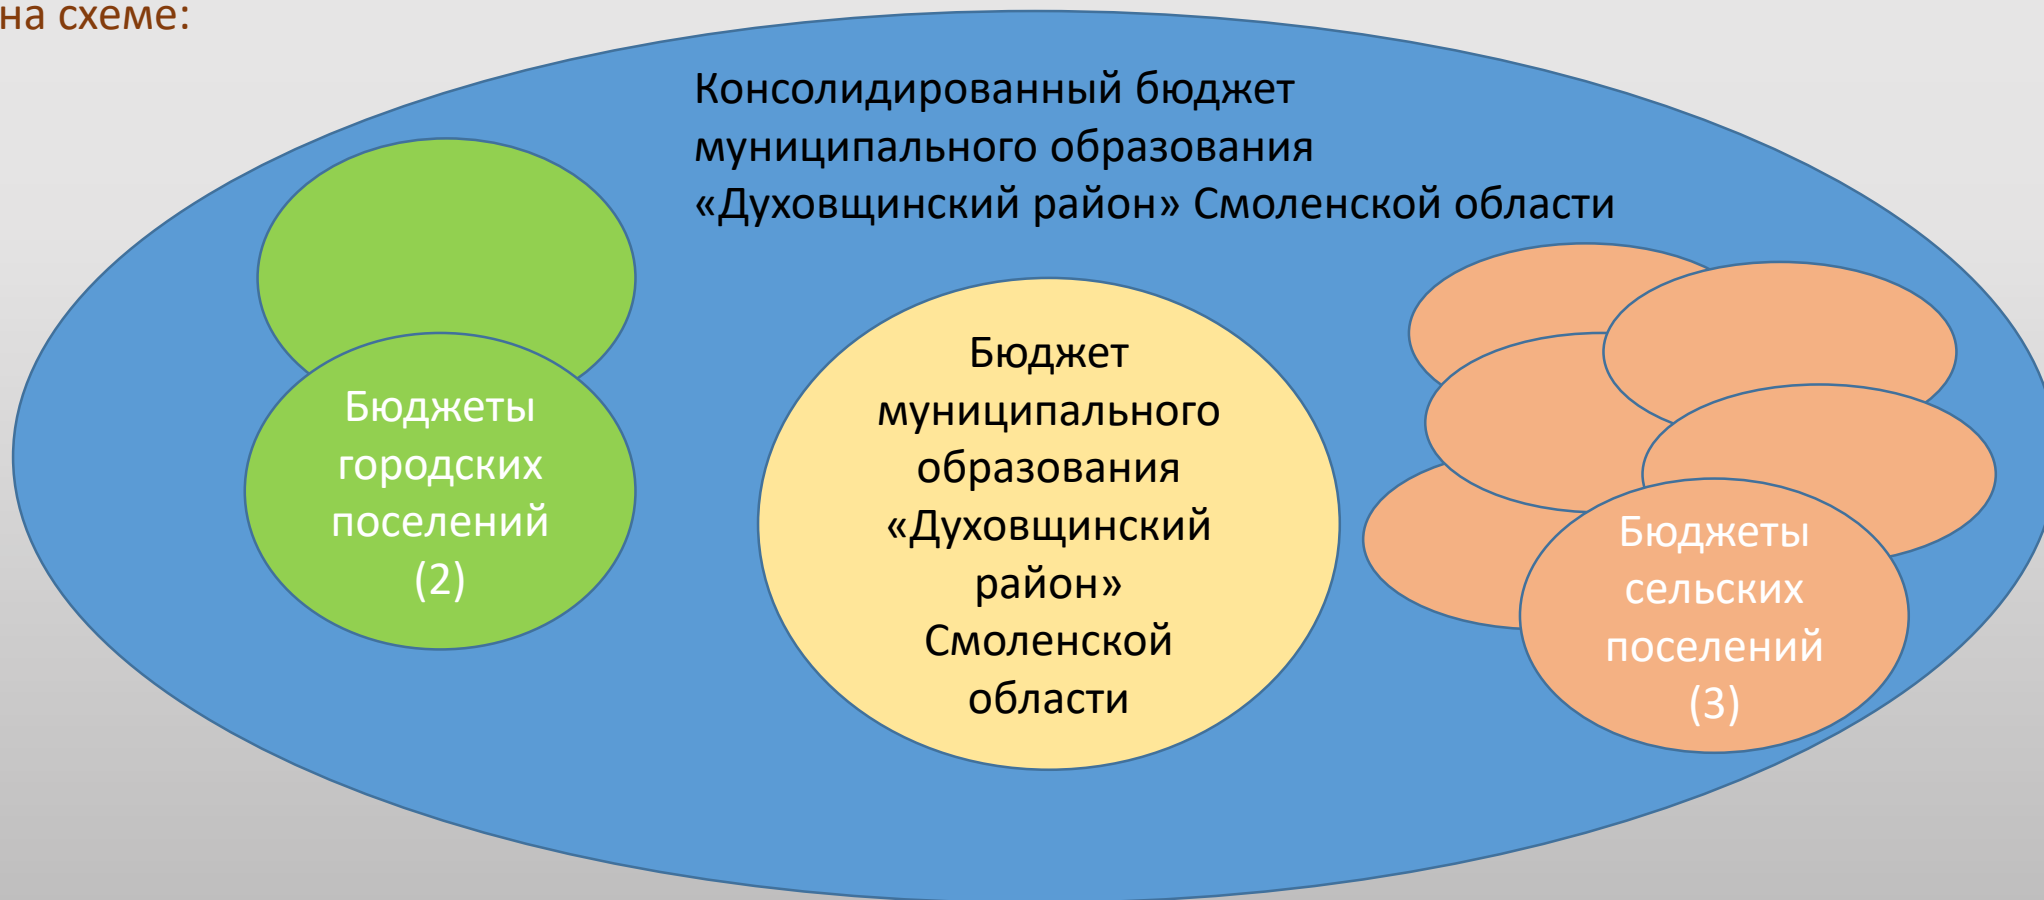 на схеме:
Консолидированный бюджет
муниципального образования
«Духовщинский район» Смоленской области
Бюджеты
городских
поселений
(2)
Бюджет
муниципального
образования
«Духовщинский
район»
Смоленской
области
Бюджеты
сельских
поселений
(3)